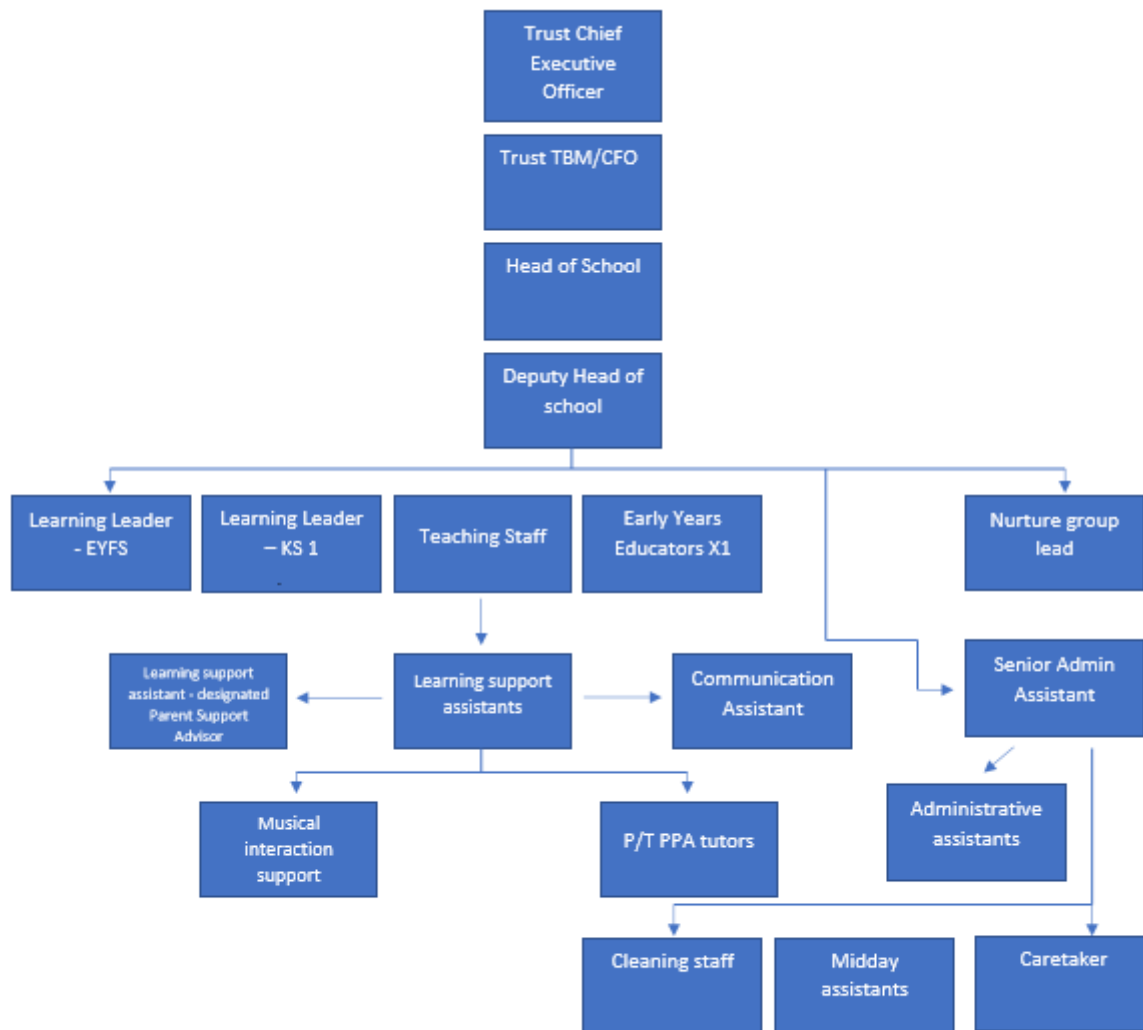 Trust Chief
Executive
Officer
Trust TBM/CFO
Head of School
Deputy Head of
school
Learning Leader
- EYFS
Learning Leader
– KS 1
.
Teaching Staff
Early Years
Educators X1
Nurture group
lead
Learning support
assistant - designated
Parent Support
Advisor
Learning support
assistants
Communication
Assistant
Senior Admin
Assistant
Musical
interaction
support
P/T PPA tutors
Administrative
assistants
Cleaning staff
Midday
assistants
Caretaker